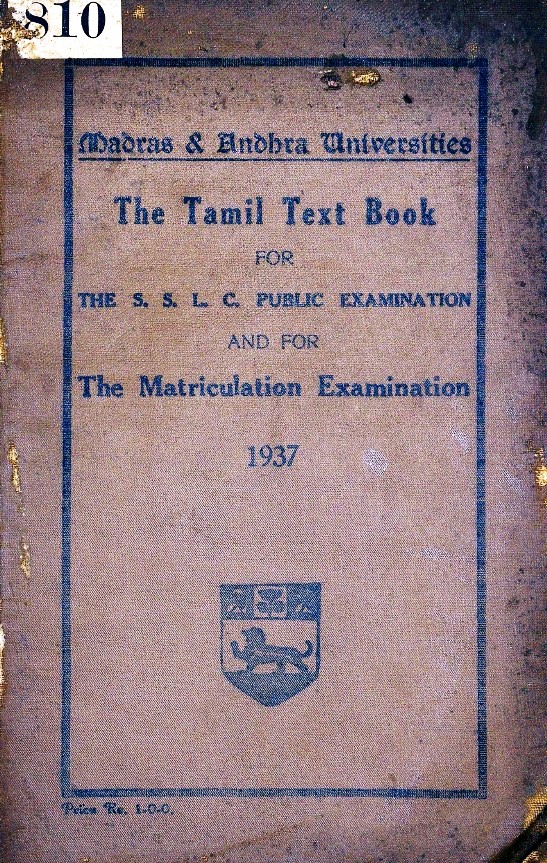 810
Madras & Andhra Universities
The Tamil Text Book
FOR
THE S. S. L. C. PUBLIC EXAMINATION
AND FOR
The Matriculation Examination
1937
Price Re. 1-0-0.